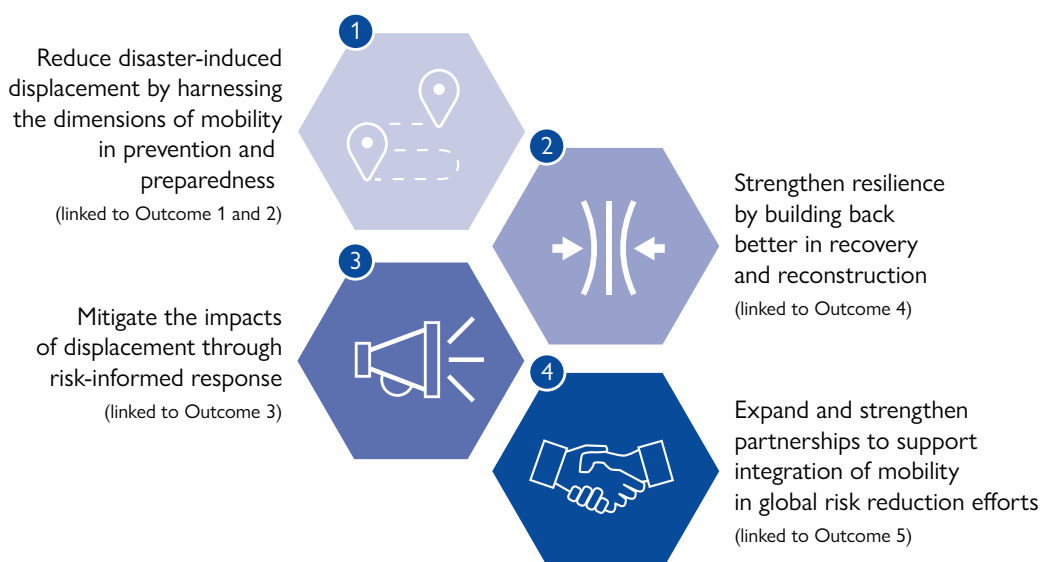 1
Reduce disaster-induced
displacement by harnessing
the dimensions of mobility
in prevention and
preparedness
(linked to Outcome 1 and 2)
2
Strengthen resilience
by building back
better in recovery
and reconstruction
(linked to Outcome 4)
3
Mitigate the impacts
of displacement through
risk-informed response
(linked to Outcome 3)
4
Expand and strengthen
partnerships to support
integration of mobility
in global risk reduction efforts
(linked to Outcome 5)